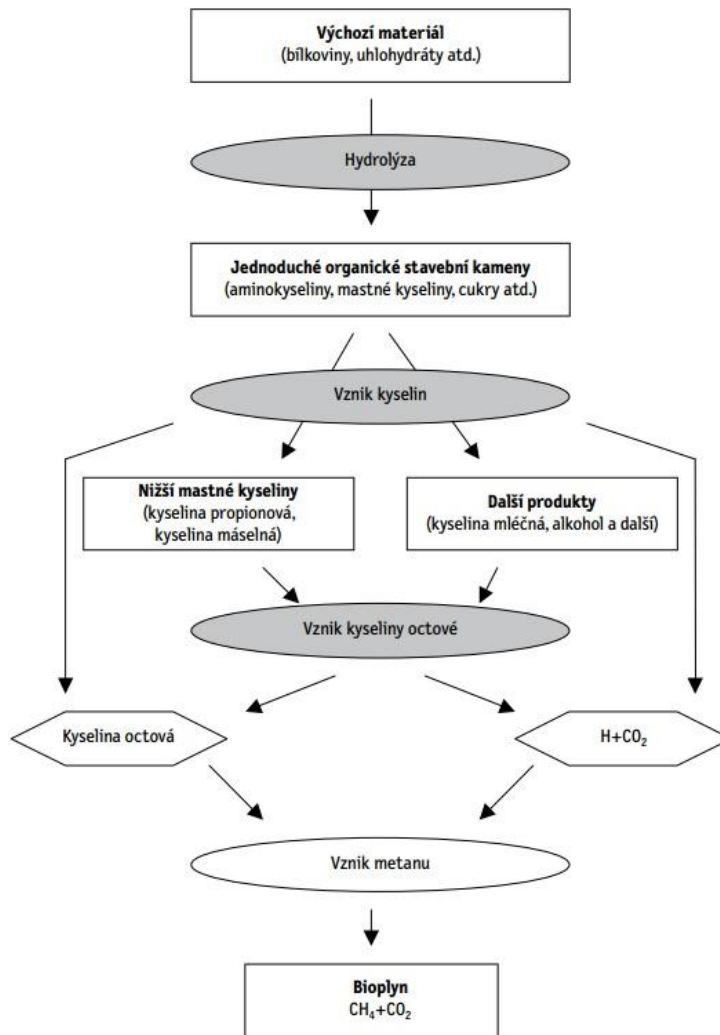 Výchozí materiál
(bílkoviny, uhlohydráty atd.)
Hydrolýza
Jednoduché organické stavební kameny
(aminokyseliny, mastné kyseliny, cukry atd.)
Vznik kyselin
Nižší mastné kyseliny
(kyselina propionová,
kyselina máselná)
Další produkty
(kyselina mléčná, alkohol a další)
Vznik kyseliny octové
Kyselina octová
H+CO₂
Vznik metanu
Bioplyn
CH₄+CO₂